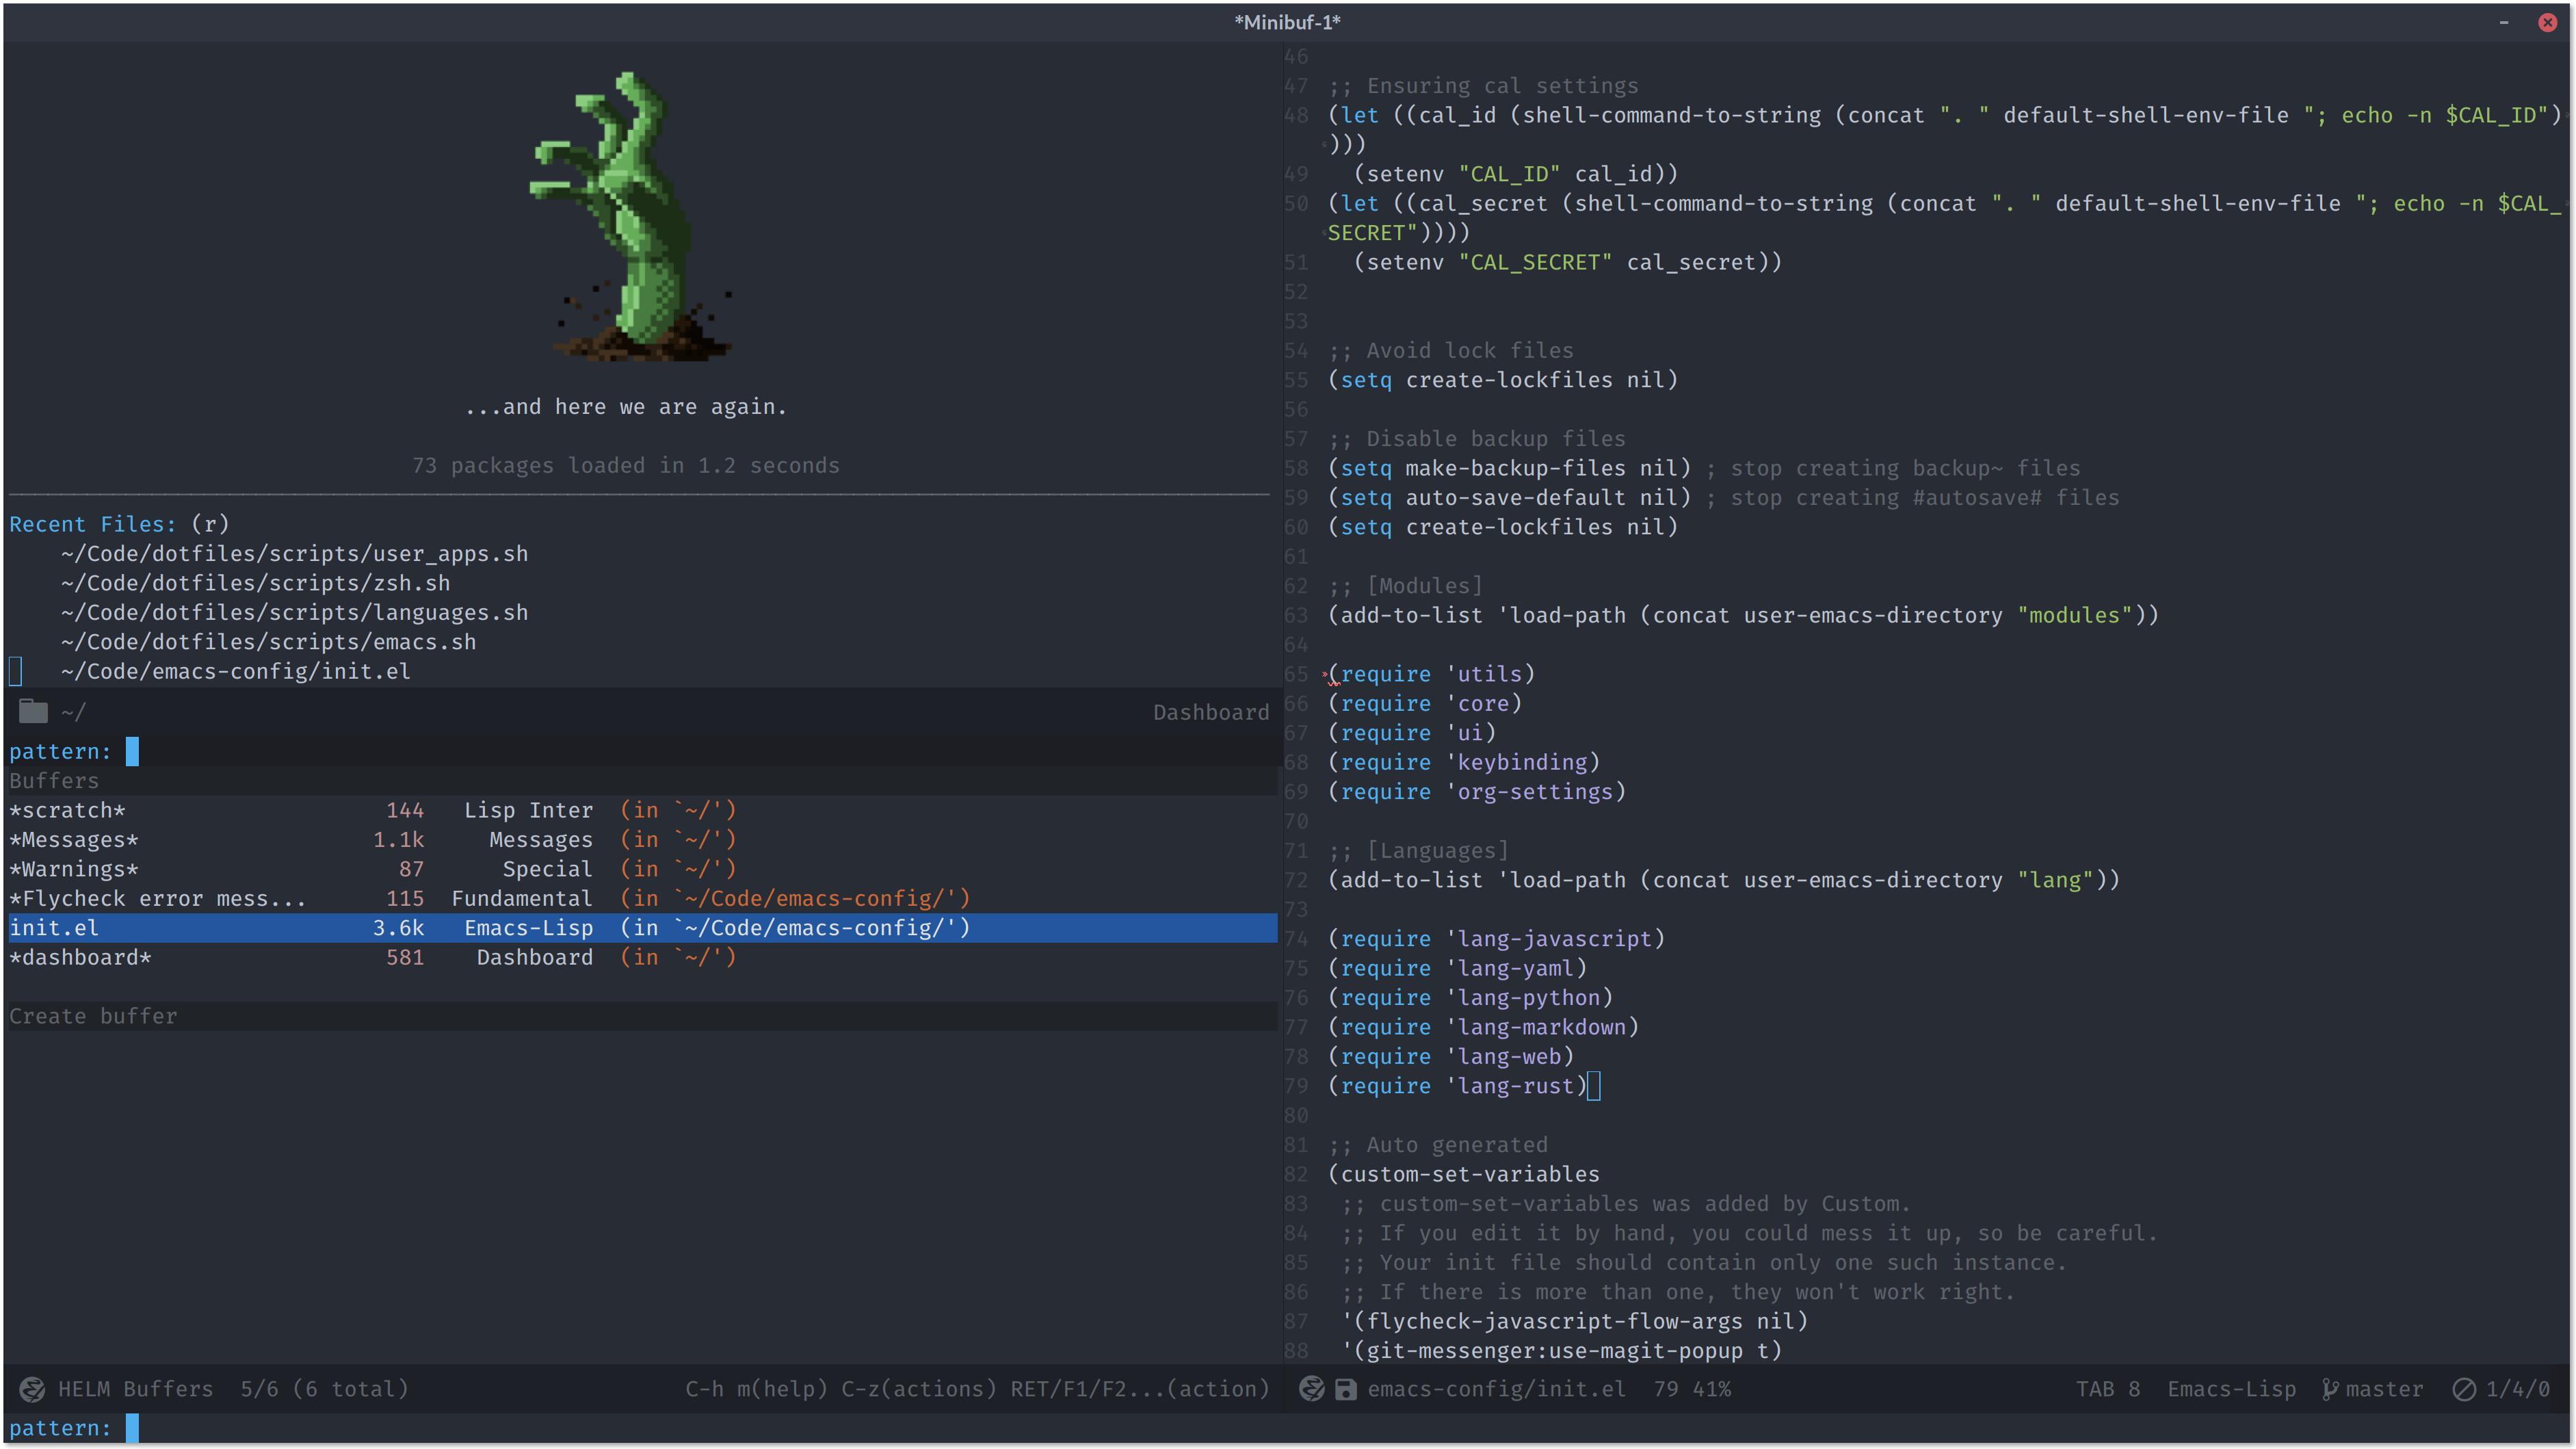 *Minibuf-1*
...and here we are again.
73 packages loaded in 1.2 seconds
Recent Files: (r)
~/Code/dotfiles/scripts/user_apps.sh
~/Code/dotfiles/scripts/zsh.sh
~/Code/dotfiles/scripts/languages.sh
~/Code/dotfiles/scripts/emacs.sh
~/Code/emacs-config/init.el
~/ Dashboard
pattern:
Buffers
*scratch* 144 Lisp Inter (in `~/')
*Messages* 1.1k Messages (in `~/')
*Warnings* 87 Special (in `~/')
*Flycheck error mess... 115 Fundamental (in `~/Code/emacs-config/')
init.el 3.6k Emacs-Lisp (in `~/Code/emacs-config/')
*dashboard* 581 Dashboard (in `~/')
Create buffer
HELM Buffers 5/6 (6 total) C-h m(help) C-z(actions) RET/F1/F2...(action)
pattern:
46
47 ;; Ensuring cal settings
48 (let ((cal_id (shell-command-to-string (concat ". " default-shell-env-file "; echo -n $CAL_ID")
)))
49 (setenv "CAL_ID" cal_id))
50 (let ((cal_secret (shell-command-to-string (concat ". " default-shell-env-file "; echo -n $CAL_
SECRET"))))
51 (setenv "CAL_SECRET" cal_secret))
52
53
54 ;; Avoid lock files
55 (setq create-lockfiles nil)
56
57 ;; Disable backup files
58 (setq make-backup-files nil) ; stop creating backup~ files
59 (setq auto-save-default nil) ; stop creating #autosave# files
60 (setq create-lockfiles nil)
61
62 ;; [Modules]
63 (add-to-list 'load-path (concat user-emacs-directory "modules"))
64
65 (require 'utils)
66 (require 'core)
67 (require 'ui)
68 (require 'keybinding)
69 (require 'org-settings)
70
71 ;; [Languages]
72 (add-to-list 'load-path (concat user-emacs-directory "lang"))
73
74 (require 'lang-javascript)
75 (require 'lang-yaml)
76 (require 'lang-python)
77 (require 'lang-markdown)
78 (require 'lang-web)
79 (require 'lang-rust)
80
81 ;; Auto generated
82 (custom-set-variables
83 ;; custom-set-variables was added by Custom.
84 ;; If you edit it by hand, you could mess it up, so be careful.
85 ;; Your init file should contain only one such instance.
86 ;; If there is more than one, they won't work right.
87 '(flycheck-javascript-flow-args nil)
88 '(git-messenger:use-magit-popup t)
emacs-config/init.el 79 41% TAB 8 Emacs-Lisp master 1/4/0